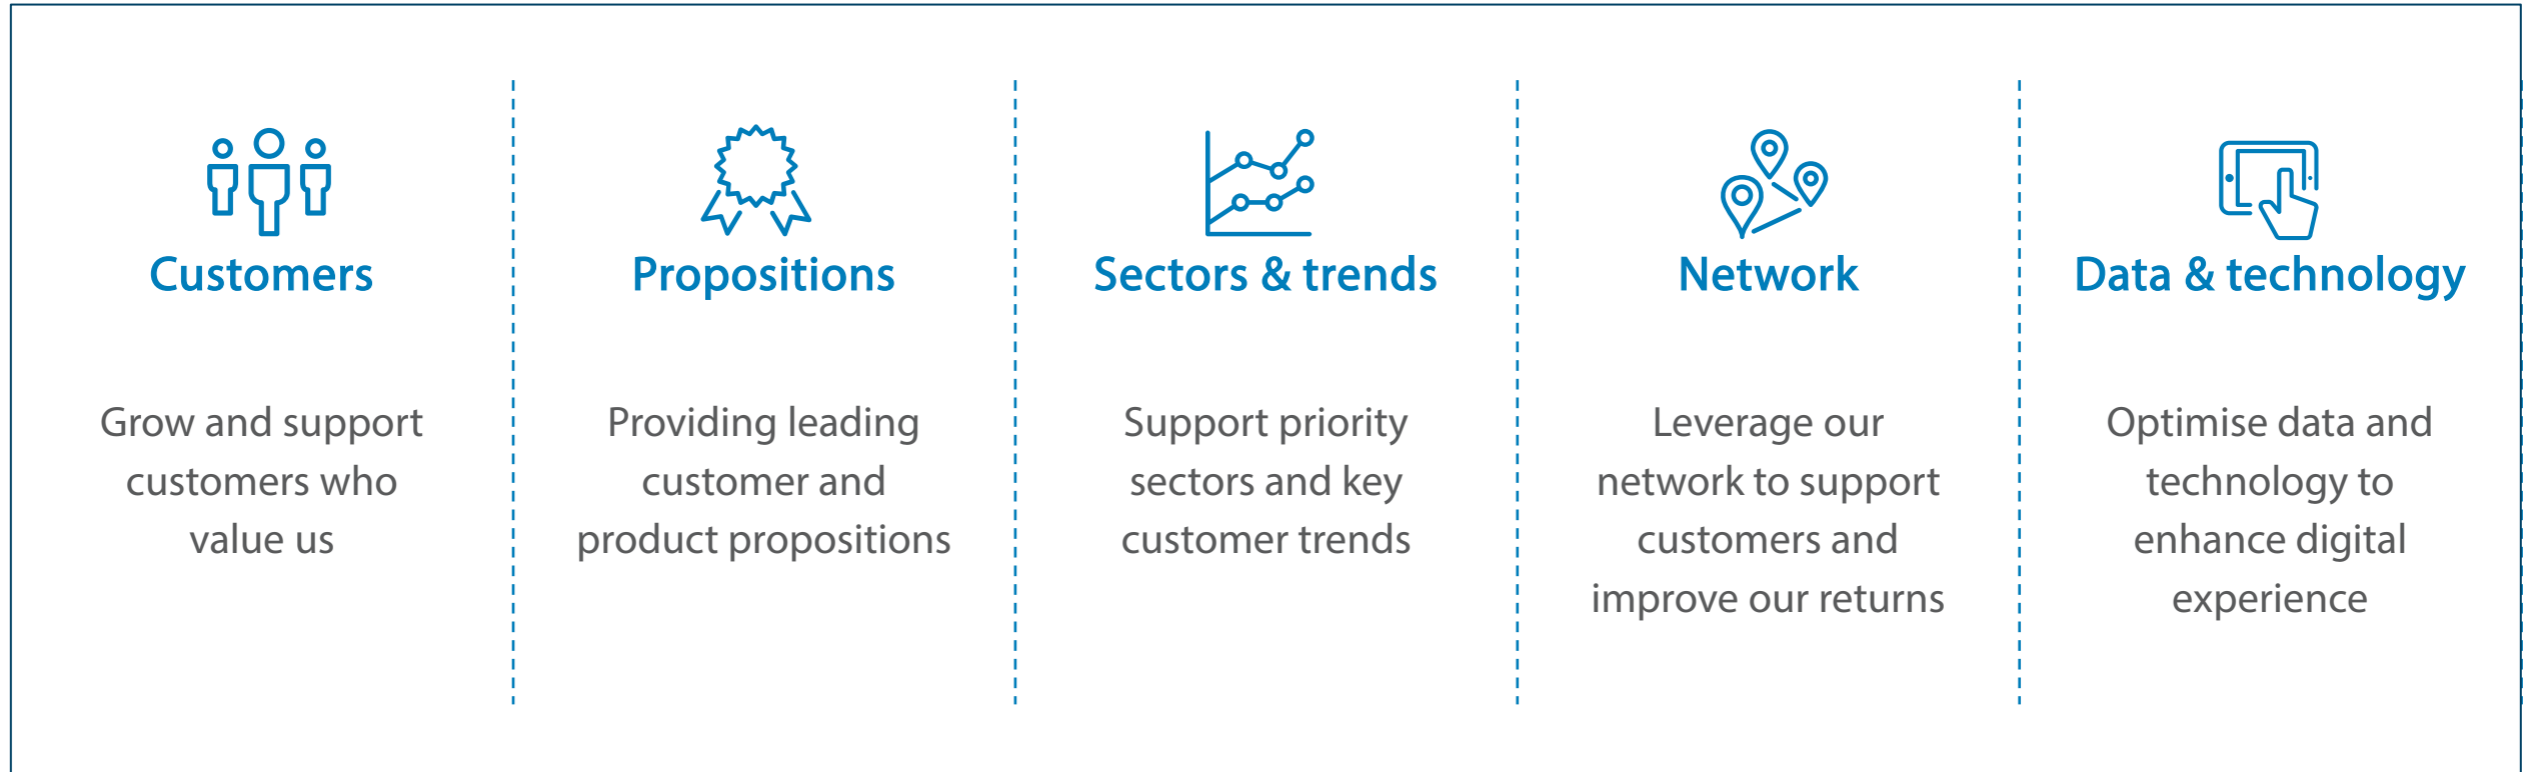 Customers
Grow and support
customers who
value us
Propositions
Providing leading
customer and
product propositions
Sectors & trends
Support priority
sectors and key
customer trends
Network
Leverage our
network to support
customers and
improve our returns
Data & technology
Optimise data and
technology to
enhance digital
experience